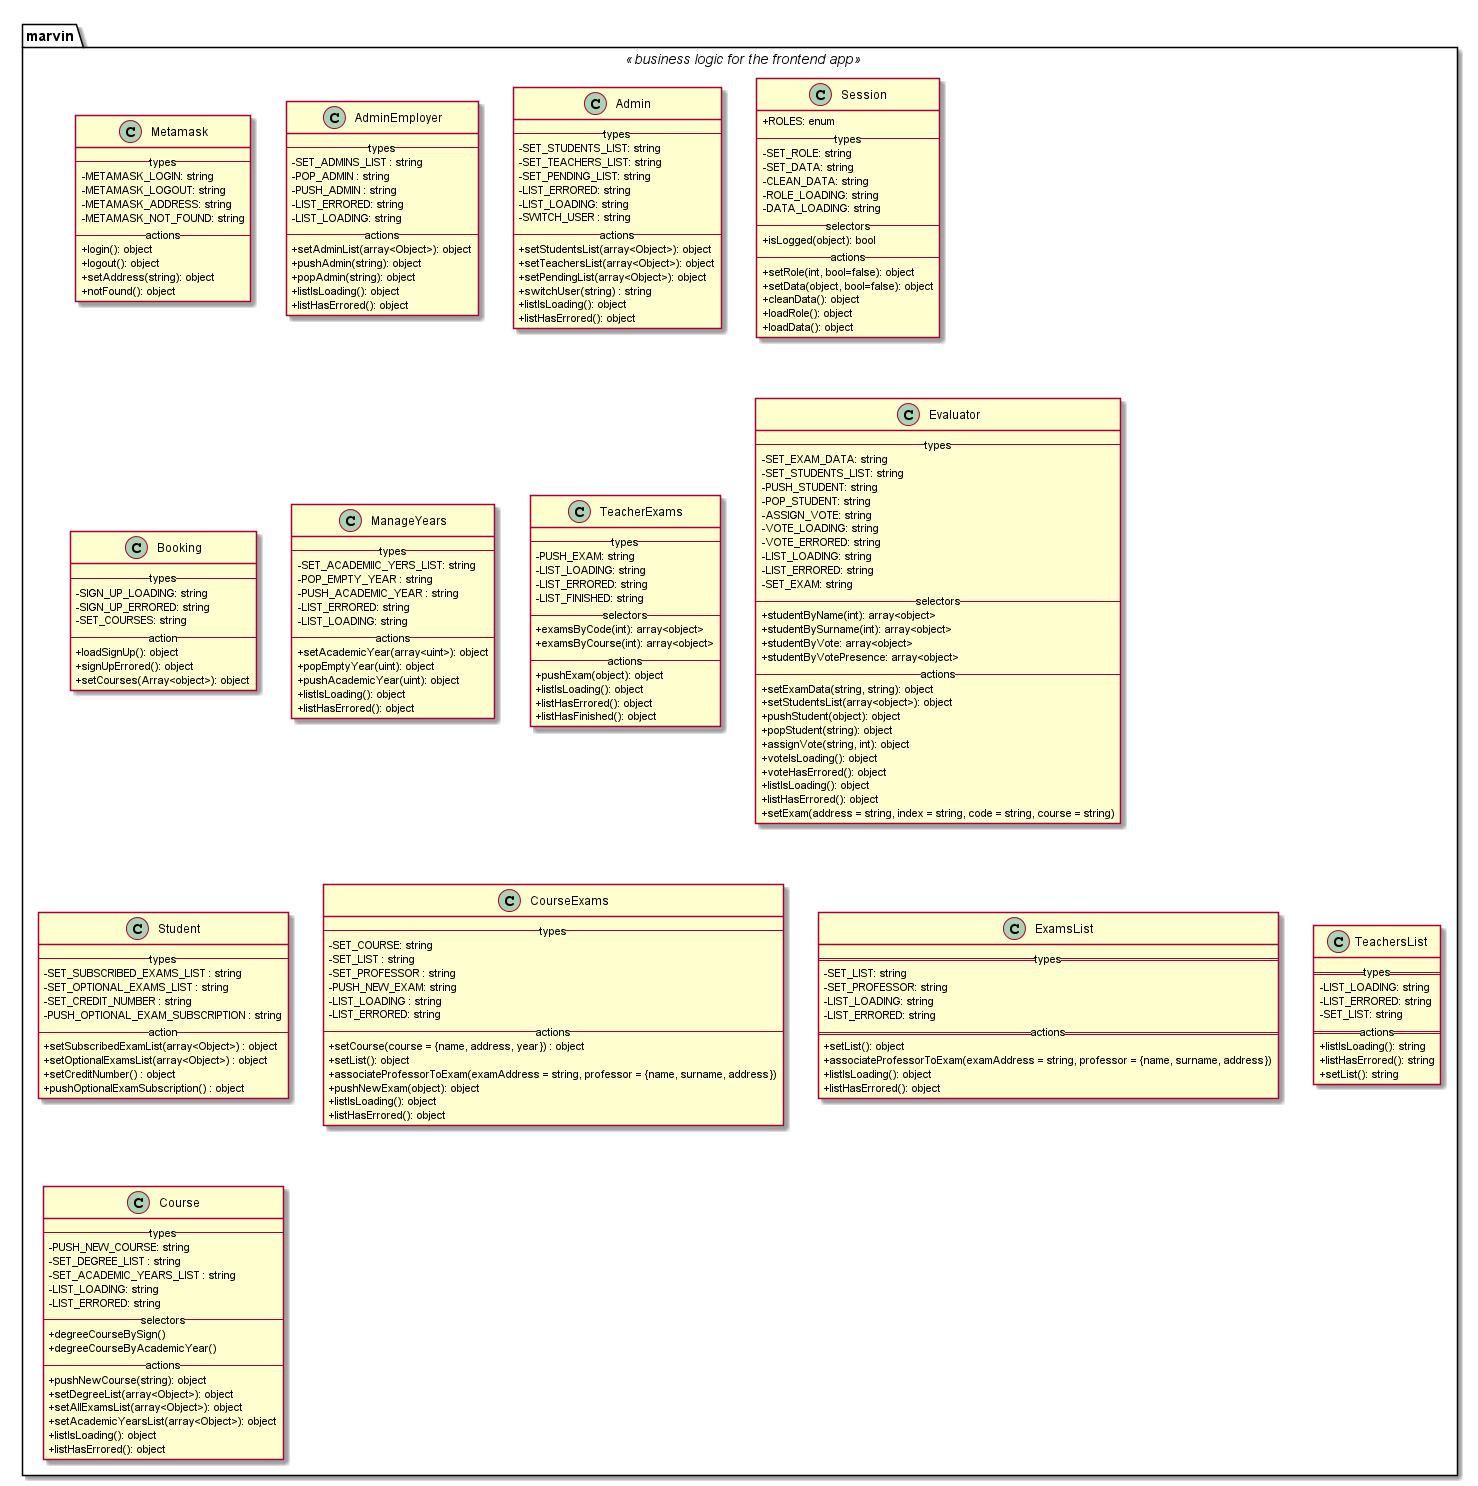 marvin
«business logic for the frontend app»
C Metamask
types
-METAMASK_LOGIN: string
-METAMASK_LOGOUT: string
-METAMASK_ADDRESS: string
-METAMASK_NOT_FOUND: string
actions
+login(): object
+logout(): object
+setAddress(string): object
+notFound(): object
C AdminEmployer
types
-SET_ADMINS_LIST : string
-POP_ADMIN : string
-PUSH_ADMIN : string
-LIST_ERRORED: string
-LIST_LOADING: string
actions
+setAdminList(array<Object>): object
+pushAdmin(string): object
+popAdmin(string): object
+listIsLoading(): object
+listHasErrored(): object
C Admin
types
-SET_STUDENTS_LIST: string
-SET_TEACHERS_LIST: string
-SET_PENDING_LIST: string
-LIST_ERRORED: string
-LIST_LOADING: string
-SWITCH_USER : string
actions
+setStudentsList(array<Object>): object
+setTeachersList(array<Object>): object
+setPendingList(array<Object>): object
+switchUser(string) : string
+listIsLoading(): object
+listHasErrored(): object
C Session
+ROLES: enum
types
-SET_ROLE: string
-SET_DATA: string
-CLEAN_DATA: string
-ROLE_LOADING: string
-DATA_LOADING: string
selectors
+isLogged(object): bool
actions
+setRole(int, bool=false): object
+setData(object, bool=false): object
+cleanData(): object
+loadRole(): object
+loadData(): object
C Booking
types
-SIGN_UP_LOADING: string
-SIGN_UP_ERRORED: string
-SET_COURSES: string
action
+loadSignUp(): object
+signUpErrored(): object
+setCourses(Array<object>): object
C ManageYears
types
-SET_ACADEMIIC_YERS_LIST: string
-POP_EMPTY_YEAR : string
-PUSH_ACADEMIC_YEAR : string
-LIST_ERRORED: string
-LIST_LOADING: string
actions
+setAcademicYear(array<uint>): object
+popEmptyYear(uint): object
+pushAcademicYear(uint): object
+listIsLoading(): object
+listHasErrored(): object
C TeacherExams
types
-PUSH_EXAM: string
-LIST_LOADING: string
-LIST_ERRORED: string
-LIST_FINISHED: string
selectors
+examsByCode(int): array<object>
+examsByCourse(int): array<object>
actions
+pushExam(object): object
+listIsLoading(): object
+listHasErrored(): object
+listHasFinished(): object
C Evaluator
types
-SET_EXAM_DATA: string
-SET_STUDENTS_LIST: string
-PUSH_STUDENT: string
-POP_STUDENT: string
-ASSIGN_VOTE: string
-VOTE_LOADING: string
-VOTE_ERRORED: string
-LIST_LOADING: string
-LIST_ERRORED: string
-SET_EXAM: string
selectors
+studentByName(int): array<object>
+studentBySurname(int): array<object>
+studentByVote: array<object>
+studentByVotePresence: array<object>
actions
+setExamData(string, string): object
+setStudentsList(array<object>): object
+pushStudent(object): object
+popStudent(string): object
+assignVote(string, int): object
+voteIsLoading(): object
+voteHasErrored(): object
+listIsLoading(): object
+listHasErrored(): object
+setExam(address = string, index = string, code = string, course = string)
C Student
types
-SET_SUBSCRIBED_EXAMS_LIST : string
-SET_OPTIONAL_EXAMS_LIST : string
-SET_CREDIT_NUMBER : string
-PUSH_OPTIONAL_EXAM_SUBSCRIPTION : string
action
+setSubscribedExamList(array<Object>) : object
+setOptionalExamsList(array<Object>) : object
+setCreditNumber() : object
+pushOptionalExamSubscription() : object
C CourseExams
types
-SET_COURSE: string
-SET_LIST : string
-SET_PROFESSOR : string
-PUSH_NEW_EXAM: string
-LIST_LOADING : string
-LIST_ERRORED: string
actions
+setCourse(course = {name, address, year}) : object
+setList(): object
+associateProfessorToExam(examAddress = string, professor = {name, surname, address})
+pushNewExam(object): object
+listIsLoading(): object
+listHasErrored(): object
C ExamsList
types
-SET_LIST: string
-SET_PROFESSOR: string
-LIST_LOADING: string
-LIST_ERRORED: string
actions
+setList(): object
+associateProfessorToExam(examAddress = string, professor = {name, surname, address})
+listIsLoading(): object
+listHasErrored(): object
C TeachersList
types
-LIST_LOADING: string
-LIST_ERRORED: string
-SET_LIST: string
actions
+listIsLoading(): string
+listHasErrored(): string
+setList(): string
C Course
types
-PUSH_NEW_COURSE: string
-SET_DEGREE_LIST : string
-SET_ACADEMIC_YEARS_LIST : string
-LIST_LOADING: string
-LIST_ERRORED: string
selectors
+degreeCourseBySign()
+degreeCourseByAcademicYear()
actions
+pushNewCourse(string): object
+setDegreeList(array<Object>): object
+setAllExamsList(array<Object>): object
+setAcademicYearsList(array<Object>): object
+listIsLoading(): object
+listHasErrored(): object